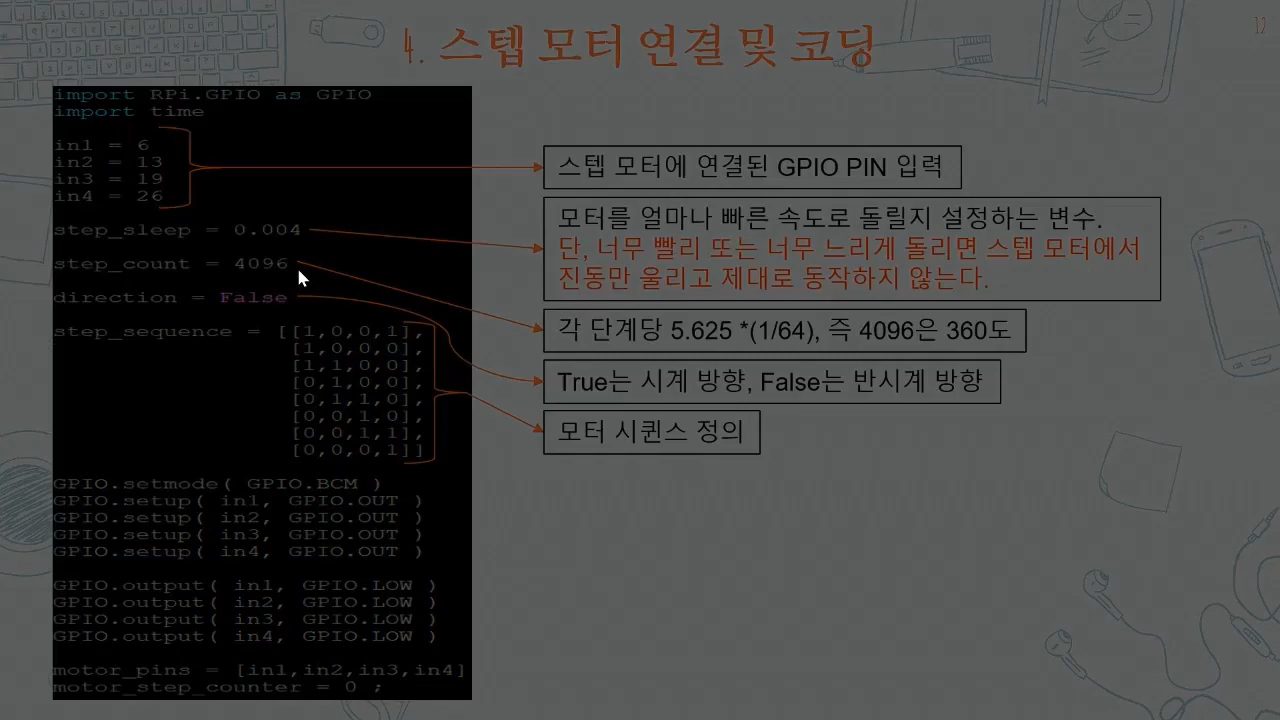 4. 스텝 모터 연결 및 코딩
12
import RPi.GPIO as GPIO
import time
in1 = 6
in2 = 13
in3 = 19
in4 = 26
step_sleep = 0.004
step_count = 4096
direction = False
step_sequence = [[1,0,0,1],
[1,0,0,0],
[1,1,0,0],
[0,1,0,0],
[0,1,1,0],
[0,0,1,0],
[0,0,1,1],
[0,0,0,1]]
GPIO.setmode( GPIO.BCM )
GPIO.setup( in1, GPIO.OUT )
GPIO.setup( in2, GPIO.OUT )
GPIO.setup( in3, GPIO.OUT )
GPIO.setup( in4, GPIO.OUT )
GPIO.output( in1, GPIO.LOW )
GPIO.output( in2, GPIO.LOW )
GPIO.output( in3, GPIO.LOW )
GPIO.output( in4, GPIO.LOW )
motor_pins = [in1,in2,in3,in4]
motor_step_counter = 0 ;
스텝 모터에 연결된 GPIO PIN 입력
모터를 얼마나 빠른 속도로 돌릴지 설정하는 변수.
단, 너무 빨리 또는 너무 느리게 돌리면 스텝 모터에서
진동만 울리고 제대로 동작하지 않는다.
각 단계당 5.625 *(1/64), 즉 4096은 360도
True는 시계 방향, False는 반시계 방향
모터 시퀀스 정의